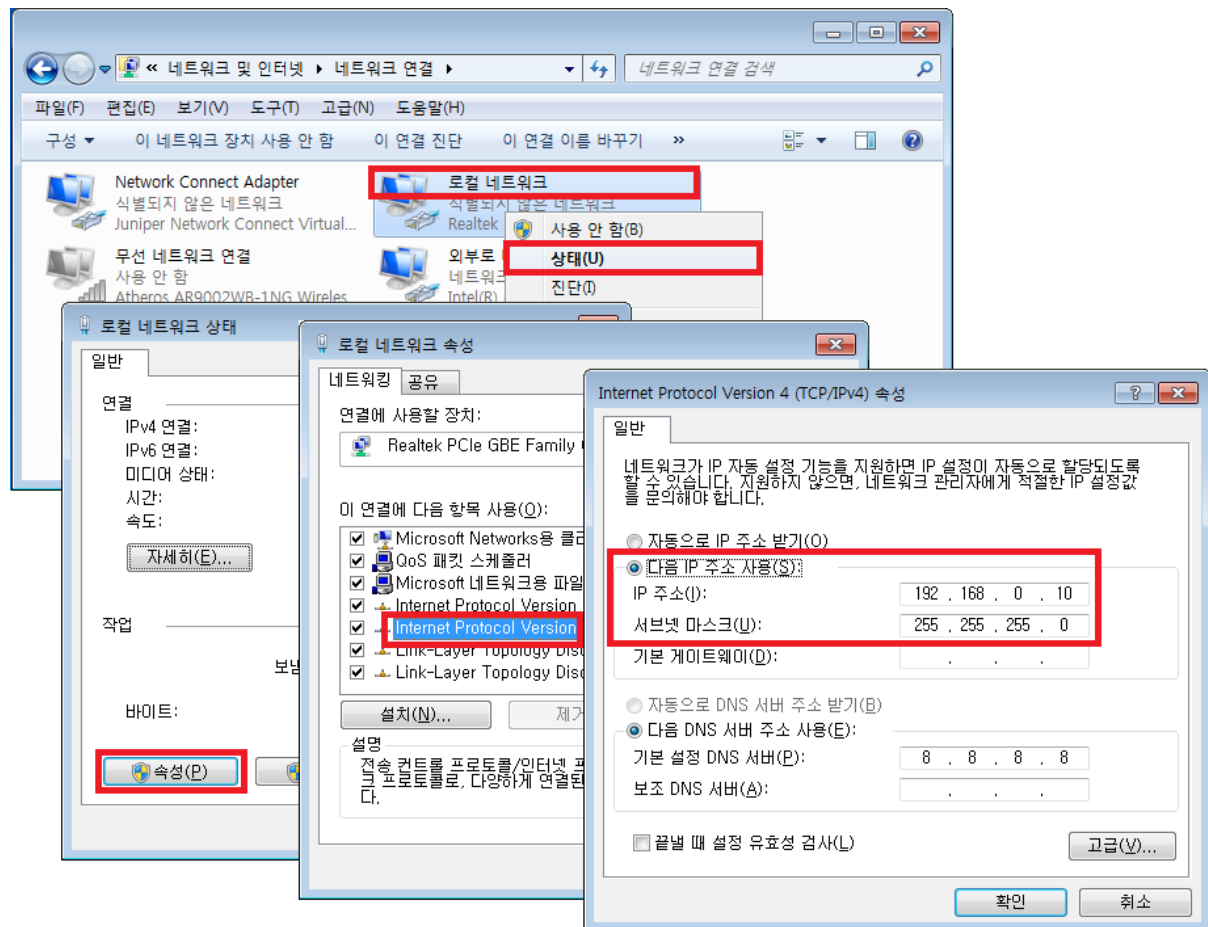 « 네트워크 및 인터넷 ▸ 네트워크 연결 ▸
네트워크 연결 검색
파일(F) 편집(E) 보기(V) 도구(T) 고급(N) 도움말(H)
구성 ▼ 이 네트워크 장치 사용 안 함 이 연결 진단 이 연결 이름 바꾸기 »
Network Connect Adapter
식별되지 않은 네트워크
Juniper Network Connect Virtual...
로컬 네트워크
식별되지 않은 네트워크
Realtek
무선 네트워크 연결
사용 안 함
Atheros AR9002WB-1NG Wireles
외부로
네트워크
Intel(R)
사용 안 함(B)
상태(U)
진단(I)
로컬 네트워크 상태
일반
연결
IPv4 연결:
IPv6 연결:
미디어 상태:
시간:
속도:
자세히(E)...
작업
보냄
바이트:
속성(P)
로컬 네트워크 속성
네트워킹 공유
연결에 사용할 장치:
Realtek PCIe GBE Family
이 연결에 다음 항목 사용(O):
Microsoft Networks용 클라
QoS 패킷 스케줄러
Microsoft 네트워크용 파일
Internet Protocol Version
Internet Protocol Version
Link-Layer Topology Disc
Link-Layer Topology Disc
설치(N)... 제거
설명
전송 컨트롤 프로토콜/인터넷 프
크 프로토콜로, 다양하게 연결된
다.
Internet Protocol Version 4 (TCP/IPv4) 속성
일반
네트워크가 IP 자동 설정 기능을 지원하면 IP 설정이 자동으로 할당되도록
할 수 있습니다. 지원하지 않으면, 네트워크 관리자에게 적절한 IP 설정값
을 문의해야 합니다.
자동으로 IP 주소 받기(O)
다음 IP 주소 사용(S):
IP 주소(I): 192 . 168 . 0 . 10
서브넷 마스크(U): 255 . 255 . 255 . 0
기본 게이트웨이(D): . . .
자동으로 DNS 서버 주소 받기(B)
다음 DNS 서버 주소 사용(E):
기본 설정 DNS 서버(P): 8 . 8 . 8 . 8
보조 DNS 서버(A): . . .
끝낼 때 설정 유효성 검사(L)
고급(V)...
확인 취소